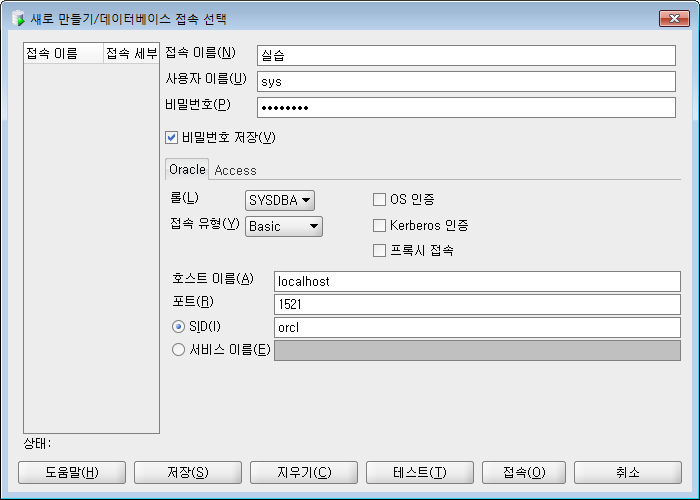 새로 만들기/데이터베이스 접속 선택
접속 이름 접속 세부
접속 이름(N) 실습
사용자 이름(U) sys
비밀번호(P) ••••••••
비밀번호 저장(V)
Oracle Access
롤(L) SYSDBA OS 인증
접속 유형(Y) Basic Kerberos 인증
프록시 접속
호스트 이름(A) localhost
포트(R) 1521
SID(I) orcl
서비스 이름(E)
상태:
도움말(H) 저장(S) 지우기(C) 테스트(T) 접속(O) 취소